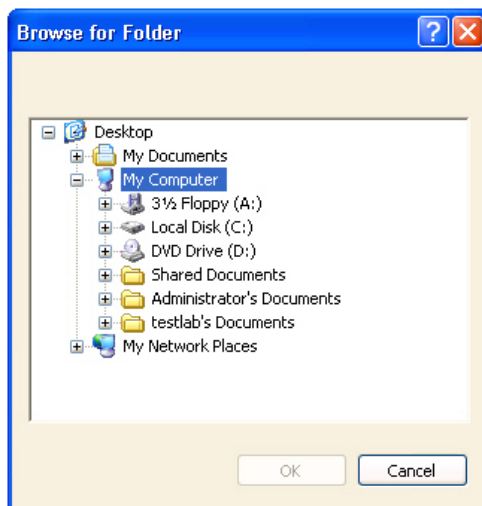 Browse for Folder
Desktop
My Documents
My Computer
3½ Floppy (A:)
Local Disk (C:)
DVD Drive (D:)
Shared Documents
Administrator's Documents
testlab's Documents
My Network Places
OK Cancel